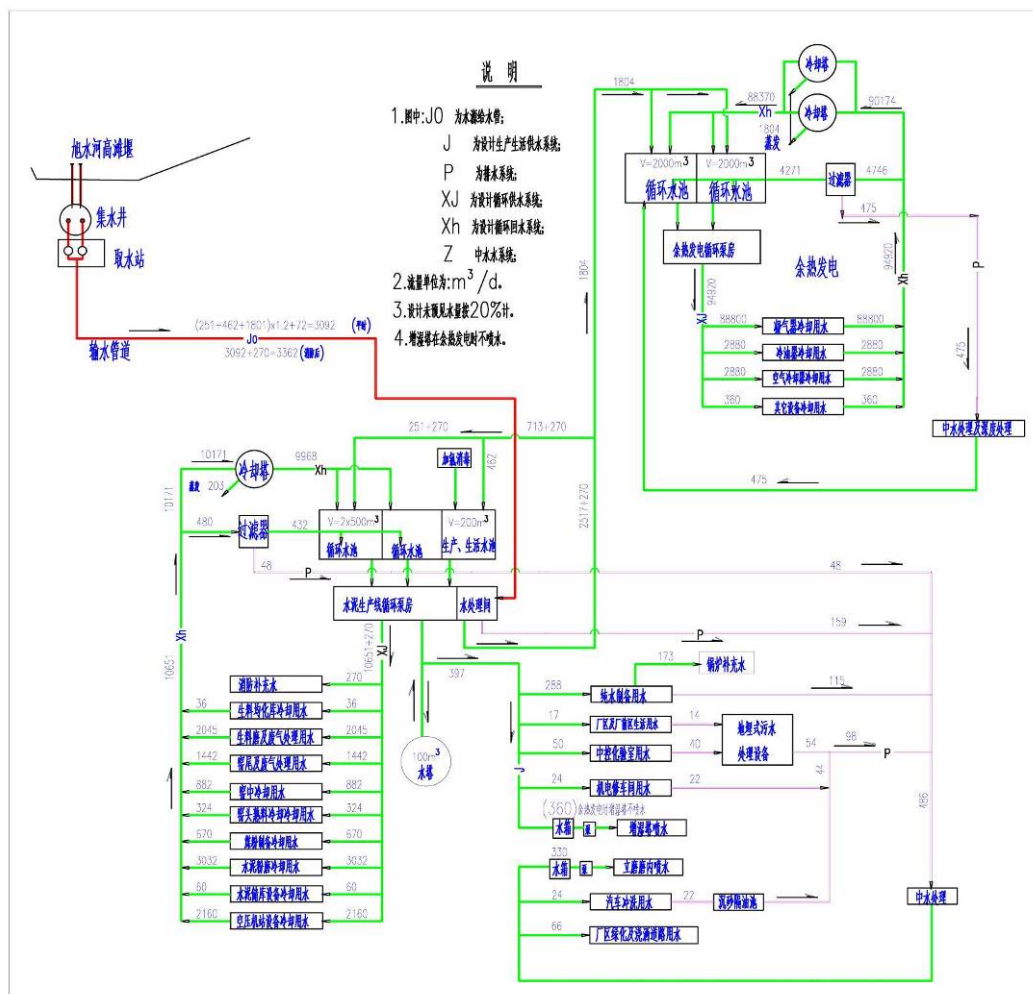 说 明
1.图中:JO 为水源给水管;
J 为设计生产生活供水系统;
P 为排水系统;
XJ 为设计循环供水系统;
Xh 为设计循环回水系统;
Z 中水水系统;
2.流量单位为:m³/d.
3.设计未预见水量按20%计.
4.增湿塔在余热发电时不喷水.
旭水河高滩堰
集水井
取水站
(251+462+1801)x1.2+72=3092 (平时)
Jo
输水管道
3092+270=3362 (消防后)
1804
冷却塔
88370
Xh
90174
冷却塔
1804
蒸发
V=2000m³
V=2000m³
循环水池
循环水池
4271
过滤器
4746
475
余热发电循环泵房
余热发电
P
94920
Xh
94920
XJ
1804
88800
凝气器冷却用水
88800
2880
冷油器冷却用水
2880
2880
空气冷却器冷却用水
2880
360
其它设备冷却用水
360
475
中水处理及深度处理
475
251+270
713+270
加氯消毒
462
2517+270
10171
冷却塔
9968
Xh
蒸发
203
10171
480
过滤器
432
V=2x500m³
V=200m³
循环水池
循环水池
生产、生活水池
48
P
48
水泥生产线循环泵房
水处理间
159
P
10651+270
XJ
397
173
锅炉补充水
Xh
10651
270
消防补充水
36
生料均化库冷却用水
36
2045
生料磨及废气处理用水
2045
1442
窑尾及废气处理用水
1442
882
窑中冷却用水
882
324
窑头熟料冷却冷却用水
324
670
煤粉制备冷却用水
670
3032
水泥粉磨冷却用水
3032
60
水泥储库设备冷却用水
60
2160
空压机站设备冷却用水
2160
100m³
水塔
J
288
纯水制备用水
115
17
厂区及厂前区生活用水
14
地埋式污水
处理设备
50
中控化验室用水
40
54
98
P
24
机电修车间用水
22
44
(360)余热发电时增湿塔不喷水
水箱
泵
增湿塔喷水
486
330
水箱
泵
立磨磨内喷水
24
汽车冲洗用水
22
沉砂隔油池
中水处理
66
厂区绿化及浇洒道路用水